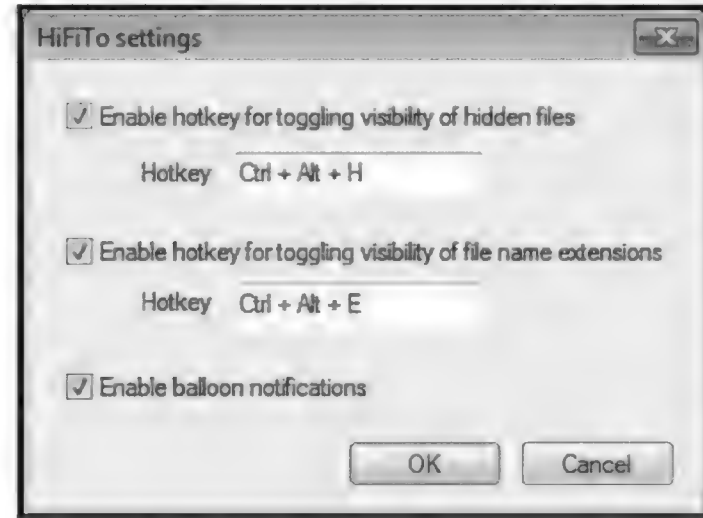 HiFiTo settings
Enable hotkey for toggling visibility of hidden files
Hotkey Ctrl + Alt + H
Enable hotkey for toggling visibility of file name extensions
Hotkey Ctrl + Alt + E
Enable balloon notifications
OK Cancel